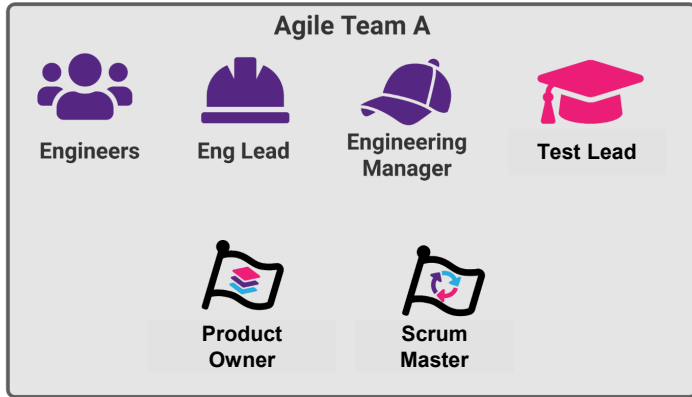 Agile Team A
Engineers
Eng Lead
Engineering
Manager
Test Lead
Product
Owner
Scrum
Master